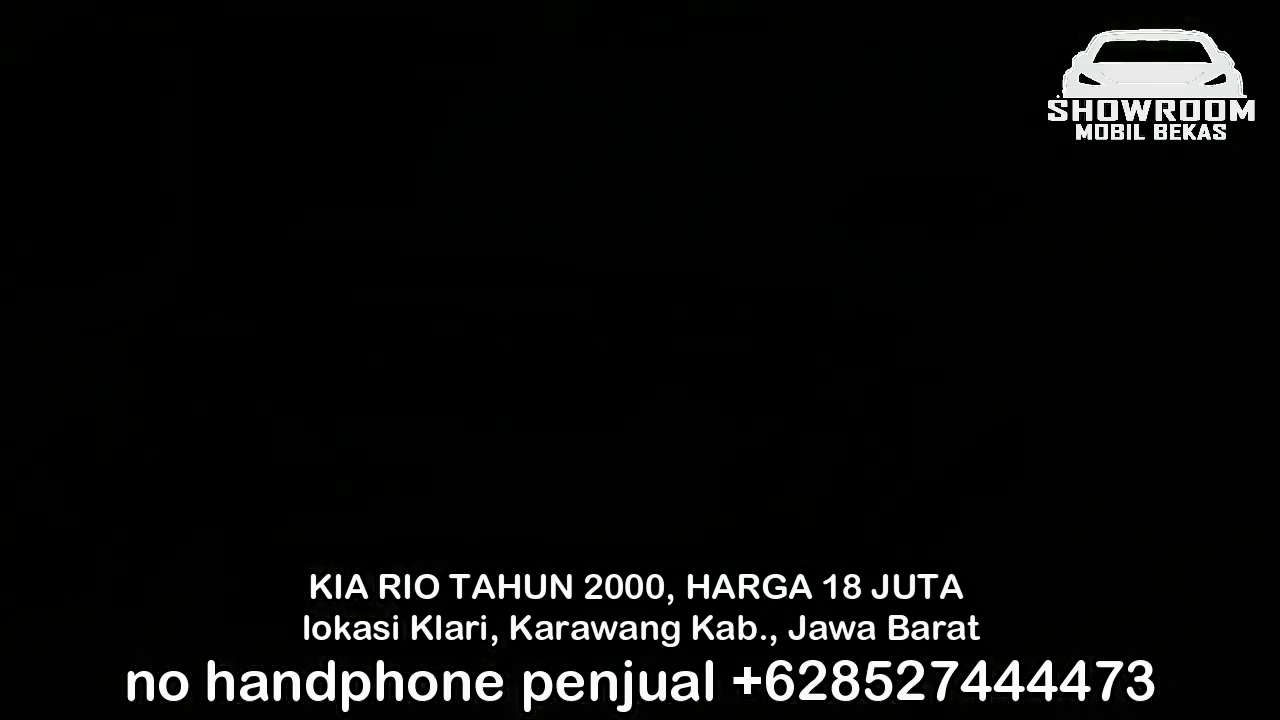 SHOWROOM
MOBIL BEKAS
KIA RIO TAHUN 2000, HARGA 18 JUTA
lokasi Klari, Karawang Kab., Jawa Barat
no handphone penjual +628527444473